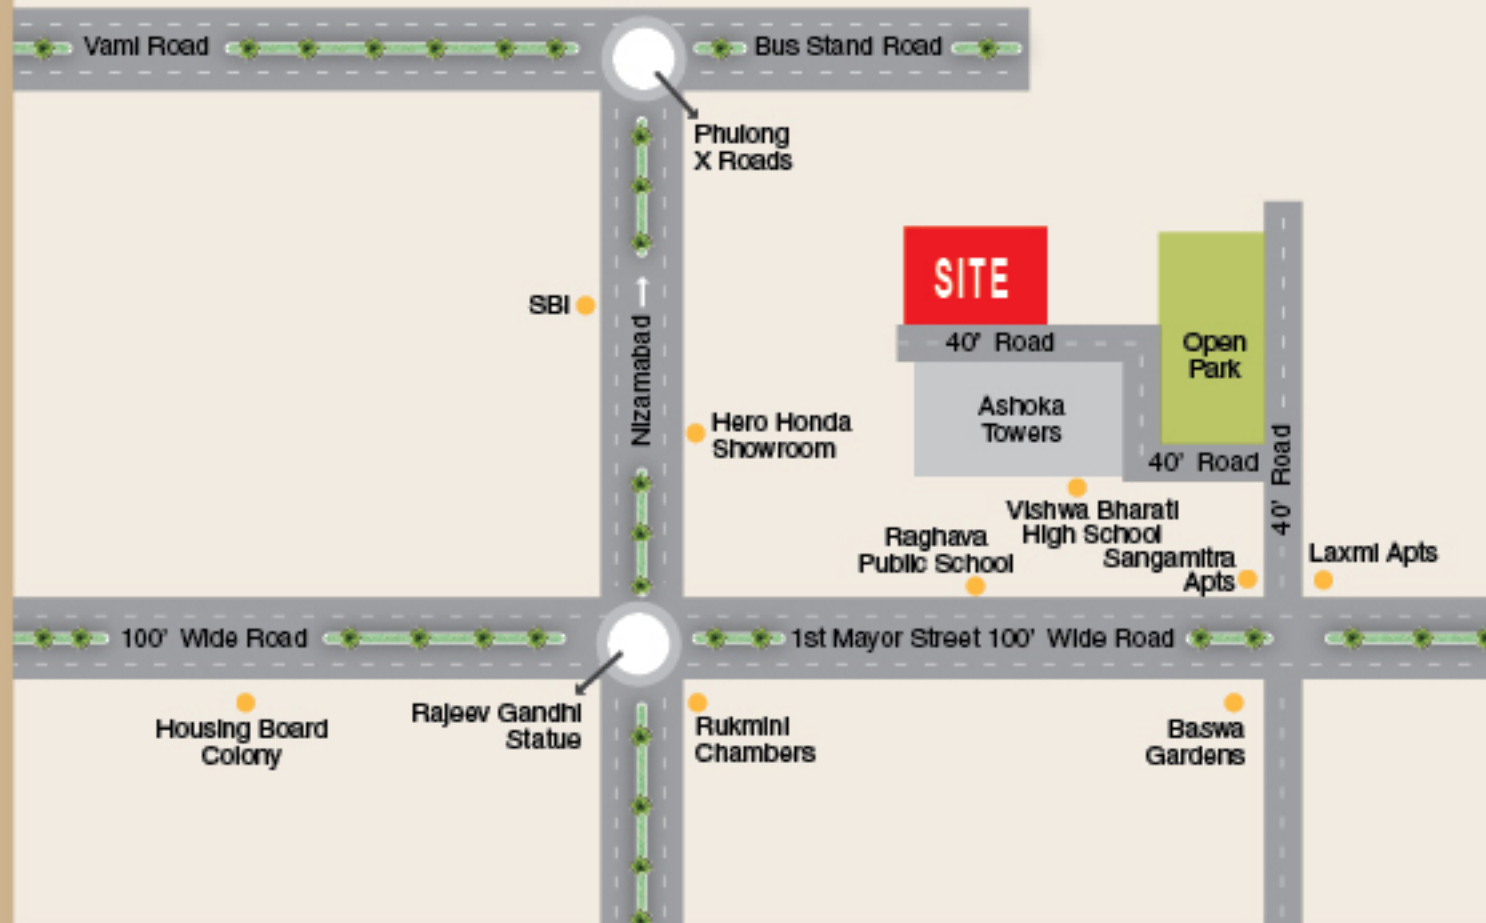 Varni Road
Bus Stand Road
Phulong
X Roads
SITE
SBI
Nizamabad
40' Road
Open
Park
Ashoka
Towers
Hero Honda
Showroom
40' Road
40' Road
Vishwa Bharati
High School
Raghava
Public School
Sangamitra
Apts
Laxmi Apts
100' Wide Road
1st Mayor Street 100' Wide Road
Housing Board
Colony
Rajeev Gandhi
Statue
Rukmini
Chambers
Baswa
Gardens